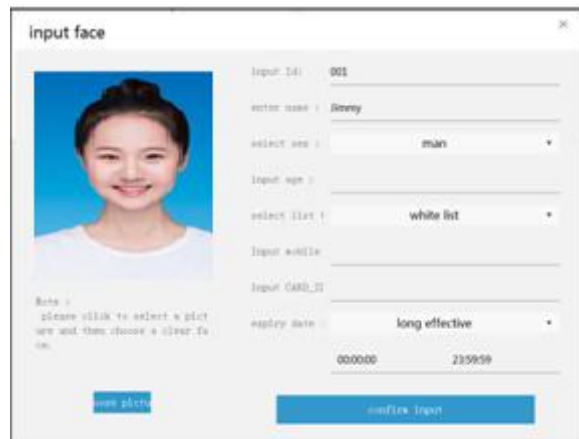 input face
Input Id:
001
enter name :
Jimmy
select sex :
man
Input age :
select list t
white list
Input mobile
Input CARD_II
expiry date :
long effective
00:00:00
23:59:59
Note :
please click to select a pict
ure and then choose a clear fa
ce.
confirm input